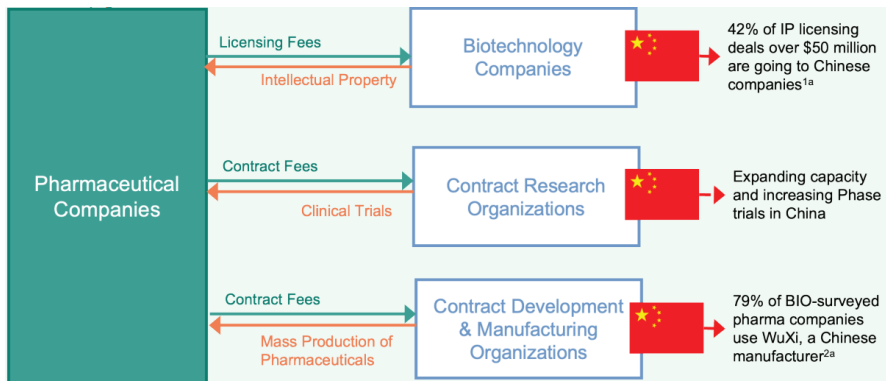 Pharmaceutical
Companies
Licensing Fees
Intellectual Property
Biotechnology
Companies
42% of IP licensing
deals over $50 million
are going to Chinese
companies1a
Contract Fees
Clinical Trials
Contract Research
Organizations
Expanding capacity
and increasing Phase
trials in China
Contract Fees
Mass Production of
Pharmaceuticals
Contract Development
& Manufacturing
Organizations
79% of BIO-surveyed
pharma companies
use WuXi, a Chinese
manufacturer2a